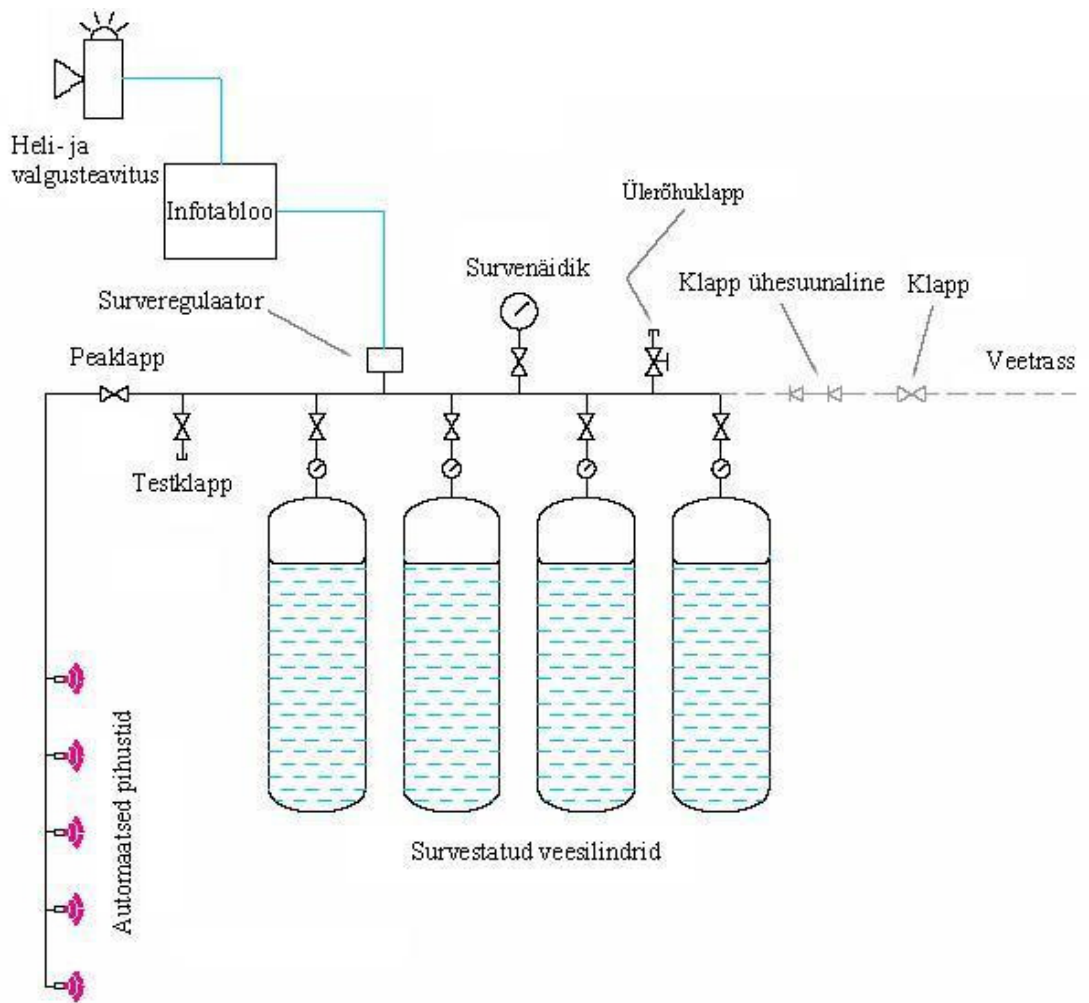 Heli- ja
valgusteavitus
Infotabloo
Ülerõhuklapp
Survenäidik
Klapp ühesuunaline
Klapp
Surveregulaator
Peaklapp
Veetrass
Testklapp
Automaatsed pihustid
Survestatud veesilindrid